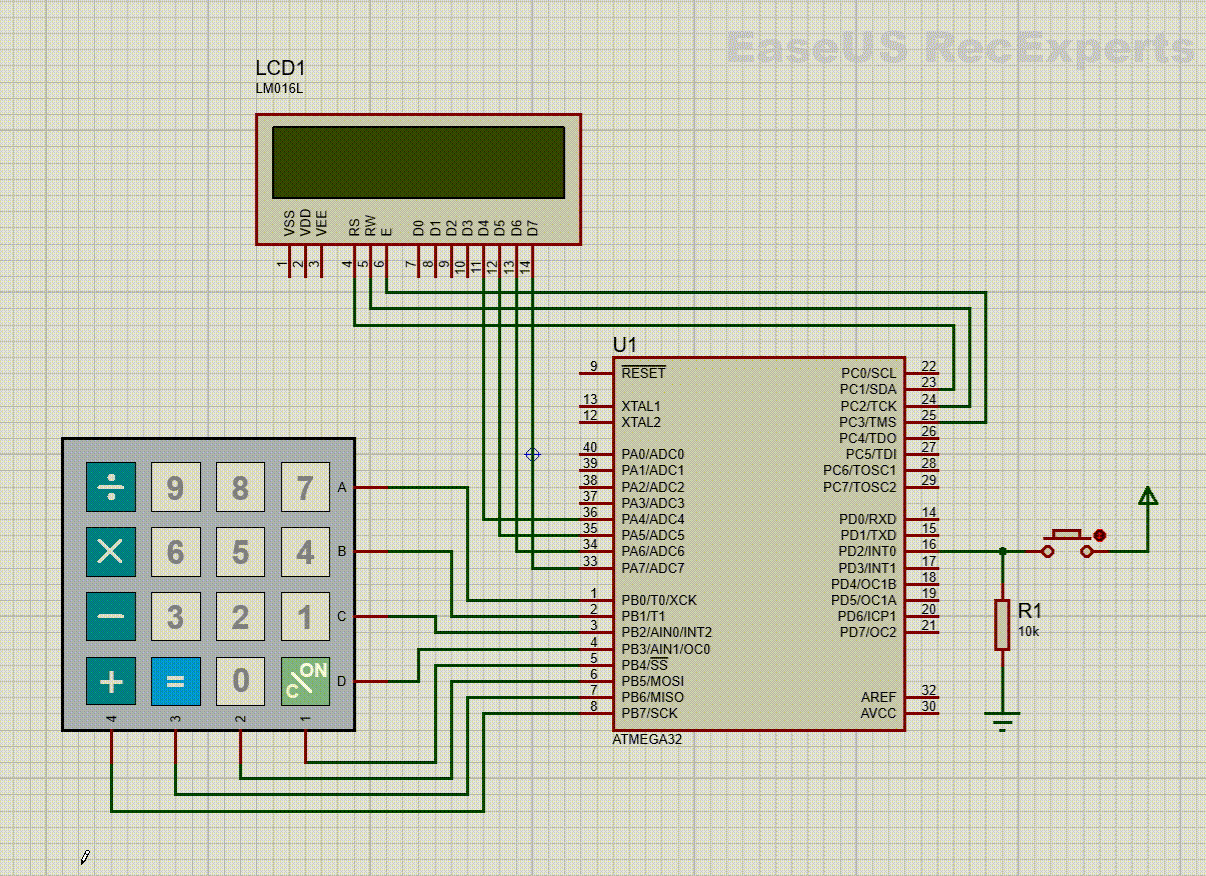 EaseUS RecExperts
LCD1
LM016L
VSS VDD VEE RS RW E D0 D1 D2 D3 D4 D5 D6 D7
1 2 3 4 5 6 7 8 9 10 11 12 13 14
U1
9 RESET PC0/SCL 22
PC1/SDA 23
13 XTAL1 PC2/TCK 24
12 XTAL2 PC3/TMS 25
PC4/TDO 26
40 PA0/ADC0 PC5/TDI 27
39 PA1/ADC1 PC6/TOSC1 28
38 PA2/ADC2 PC7/TOSC2 29
37 PA3/ADC3
36 PA4/ADC4 PD0/RXD 14
35 PA5/ADC5 PD1/TXD 15
34 PA6/ADC6 PD2/INT0 16
33 PA7/ADC7 PD3/INT1 17
PD4/OC1B 18
1 PB0/T0/XCK PD5/OC1A 19
2 PB1/T1 PD6/ICP1 20
3 PB2/AIN0/INT2 PD7/OC2 21
4 PB3/AIN1/OC0
5 PB4/SS
6 PB5/MOSI
7 PB6/MISO AREF 32
8 PB7/SCK AVCC 30
ATMEGA32
R1
10k
÷ 9 8 7 A
× 6 5 4 B
− 3 2 1 C
+ = 0 ON/C D
4 3 2 1